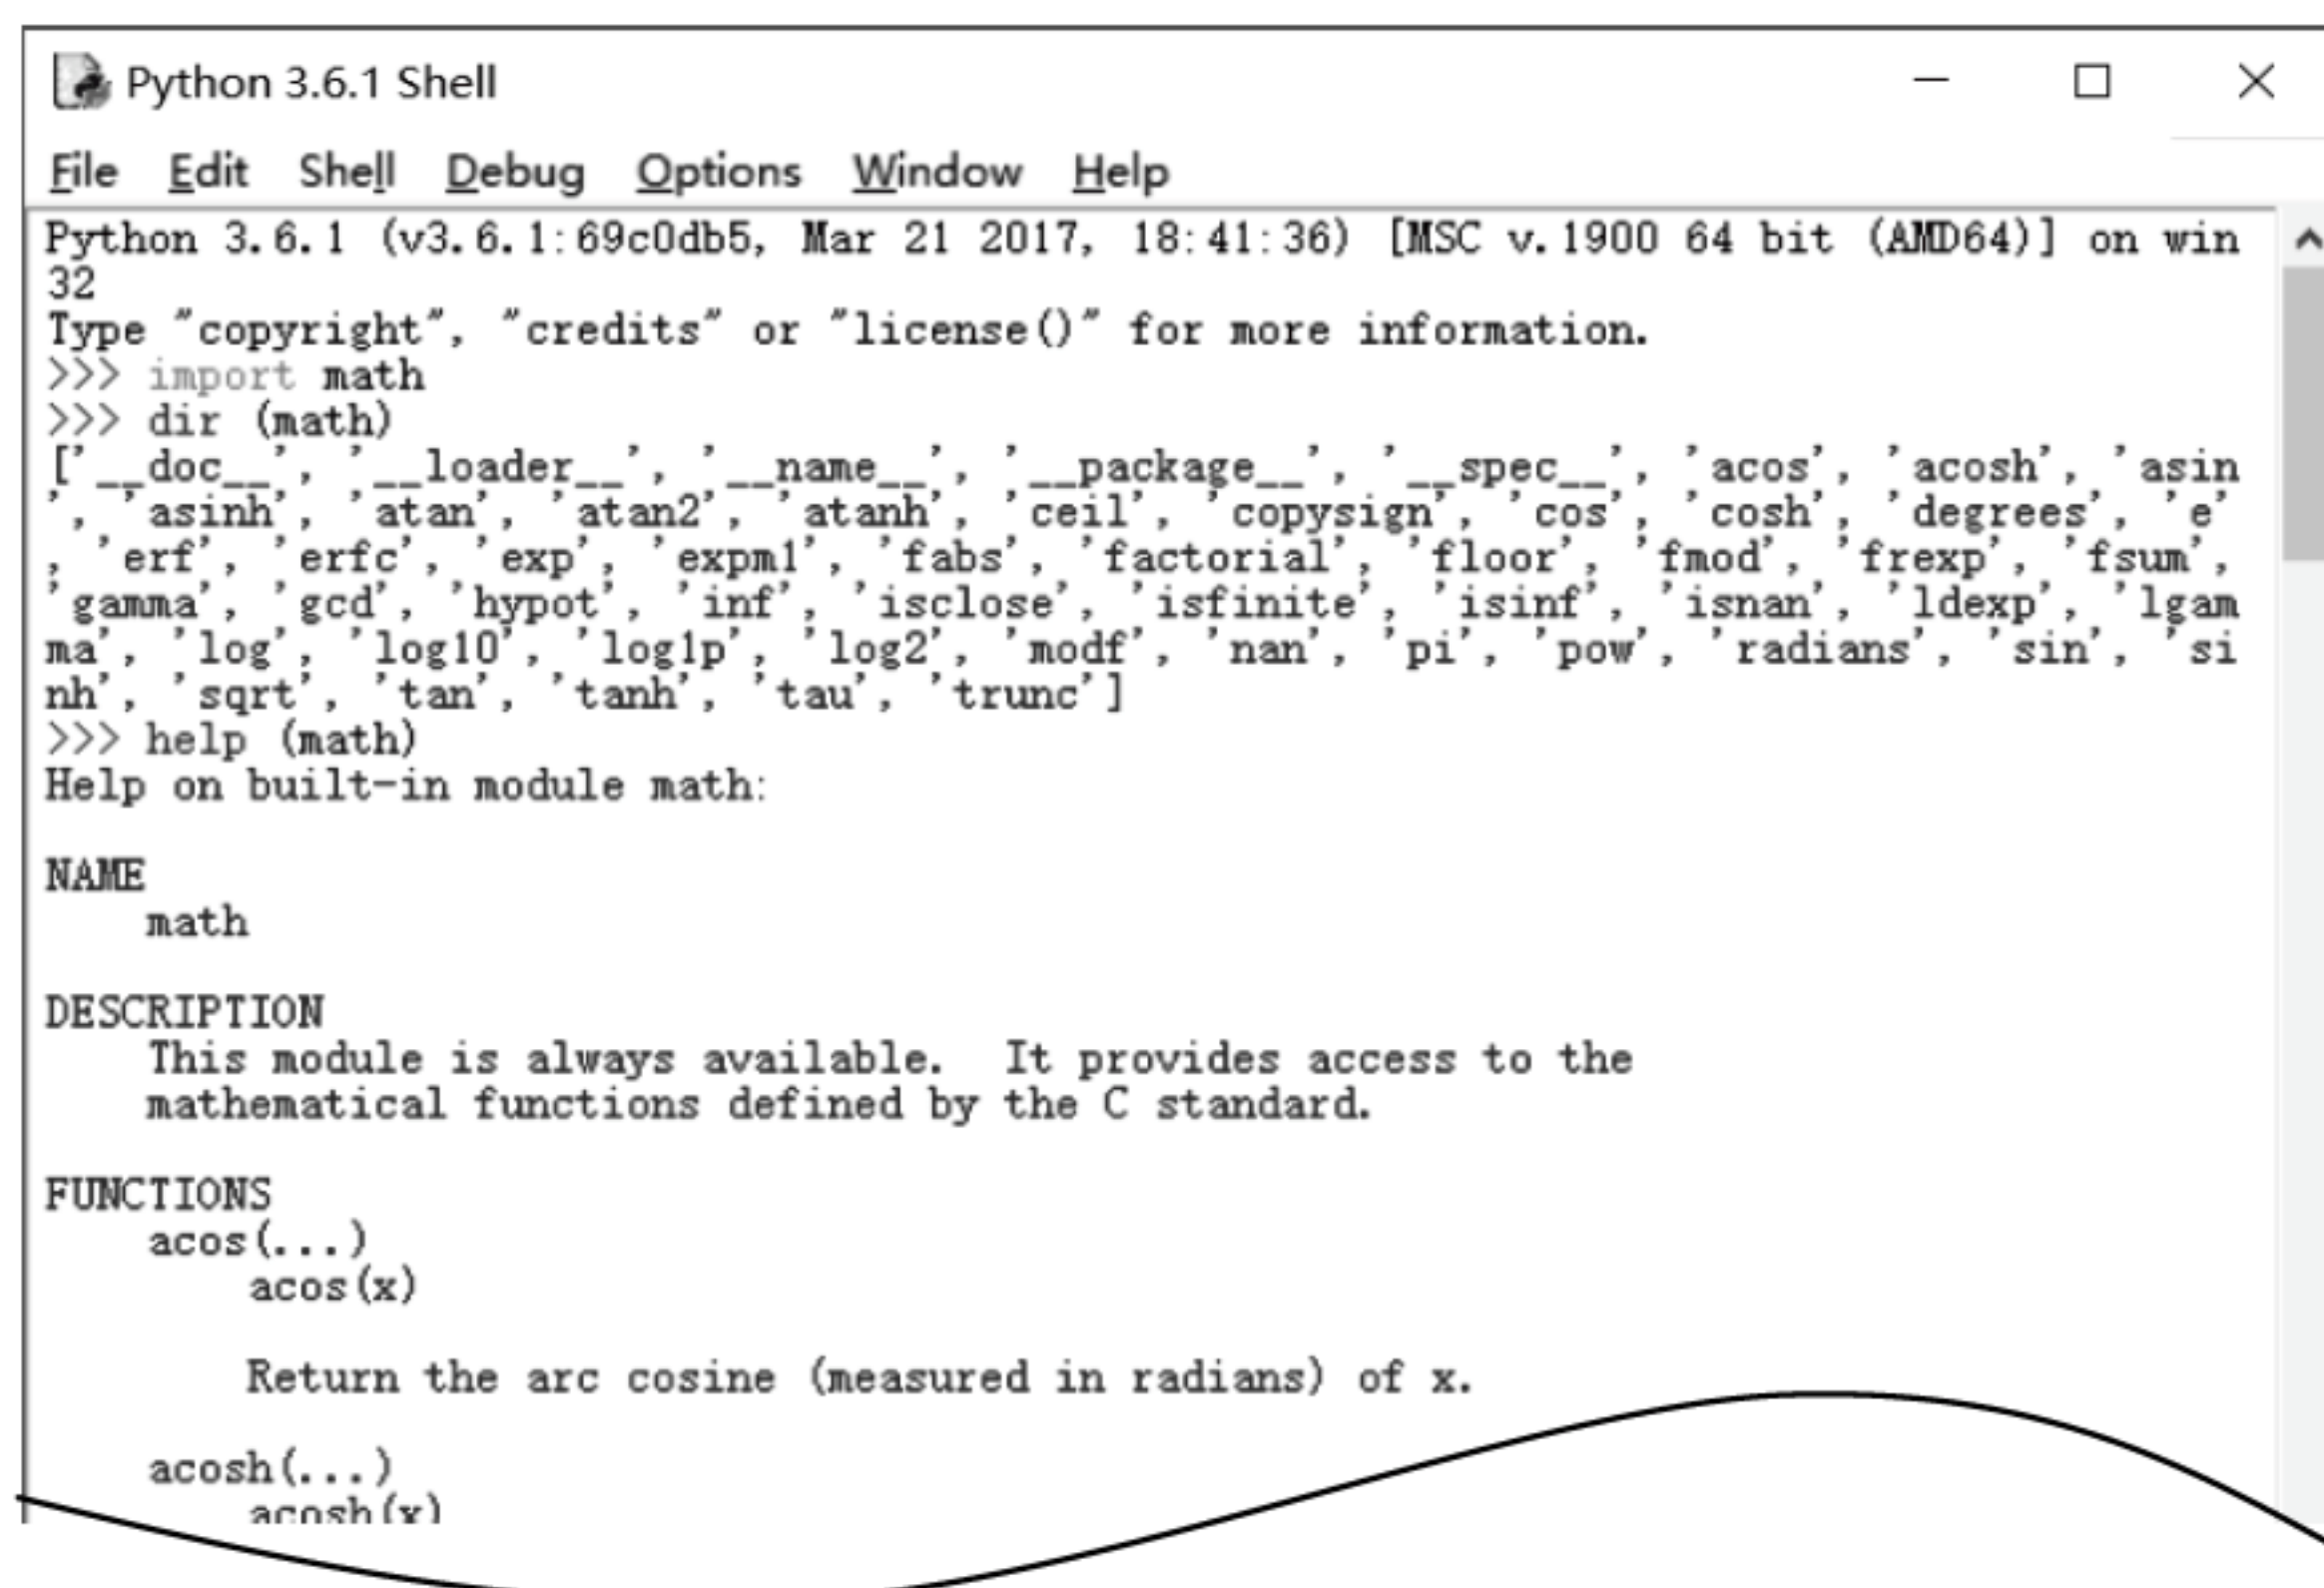 Python 3.6.1 Shell
File Edit Shell Debug Options Window Help
Python 3.6.1 (v3.6.1:69c0db5, Mar 21 2017, 18:41:36) [MSC v.1900 64 bit (AMD64)] on win
32
Type "copyright", "credits" or "license()" for more information.
>>> import math
>>> dir (math)
['__doc__', '__loader__', '__name__', '__package__', '__spec__', 'acos', 'acosh', 'asin
', 'asinh', 'atan', 'atan2', 'atanh', 'ceil', 'copysign', 'cos', 'cosh', 'degrees', 'e'
, 'erf', 'erfc', 'exp', 'expm1', 'fabs', 'factorial', 'floor', 'fmod', 'frexp', 'fsum',
'gamma', 'gcd', 'hypot', 'inf', 'isclose', 'isfinite', 'isinf', 'isnan', 'ldexp', 'lgam
ma', 'log', 'log10', 'log1p', 'log2', 'modf', 'nan', 'pi', 'pow', 'radians', 'sin', 'si
nh', 'sqrt', 'tan', 'tanh', 'tau', 'trunc']
>>> help (math)
Help on built-in module math:
NAME
math
DESCRIPTION
This module is always available.  It provides access to the
mathematical functions defined by the C standard.
FUNCTIONS
acos(...)
acos(x)
Return the arc cosine (measured in radians) of x.
acosh(...)
acosh(x)